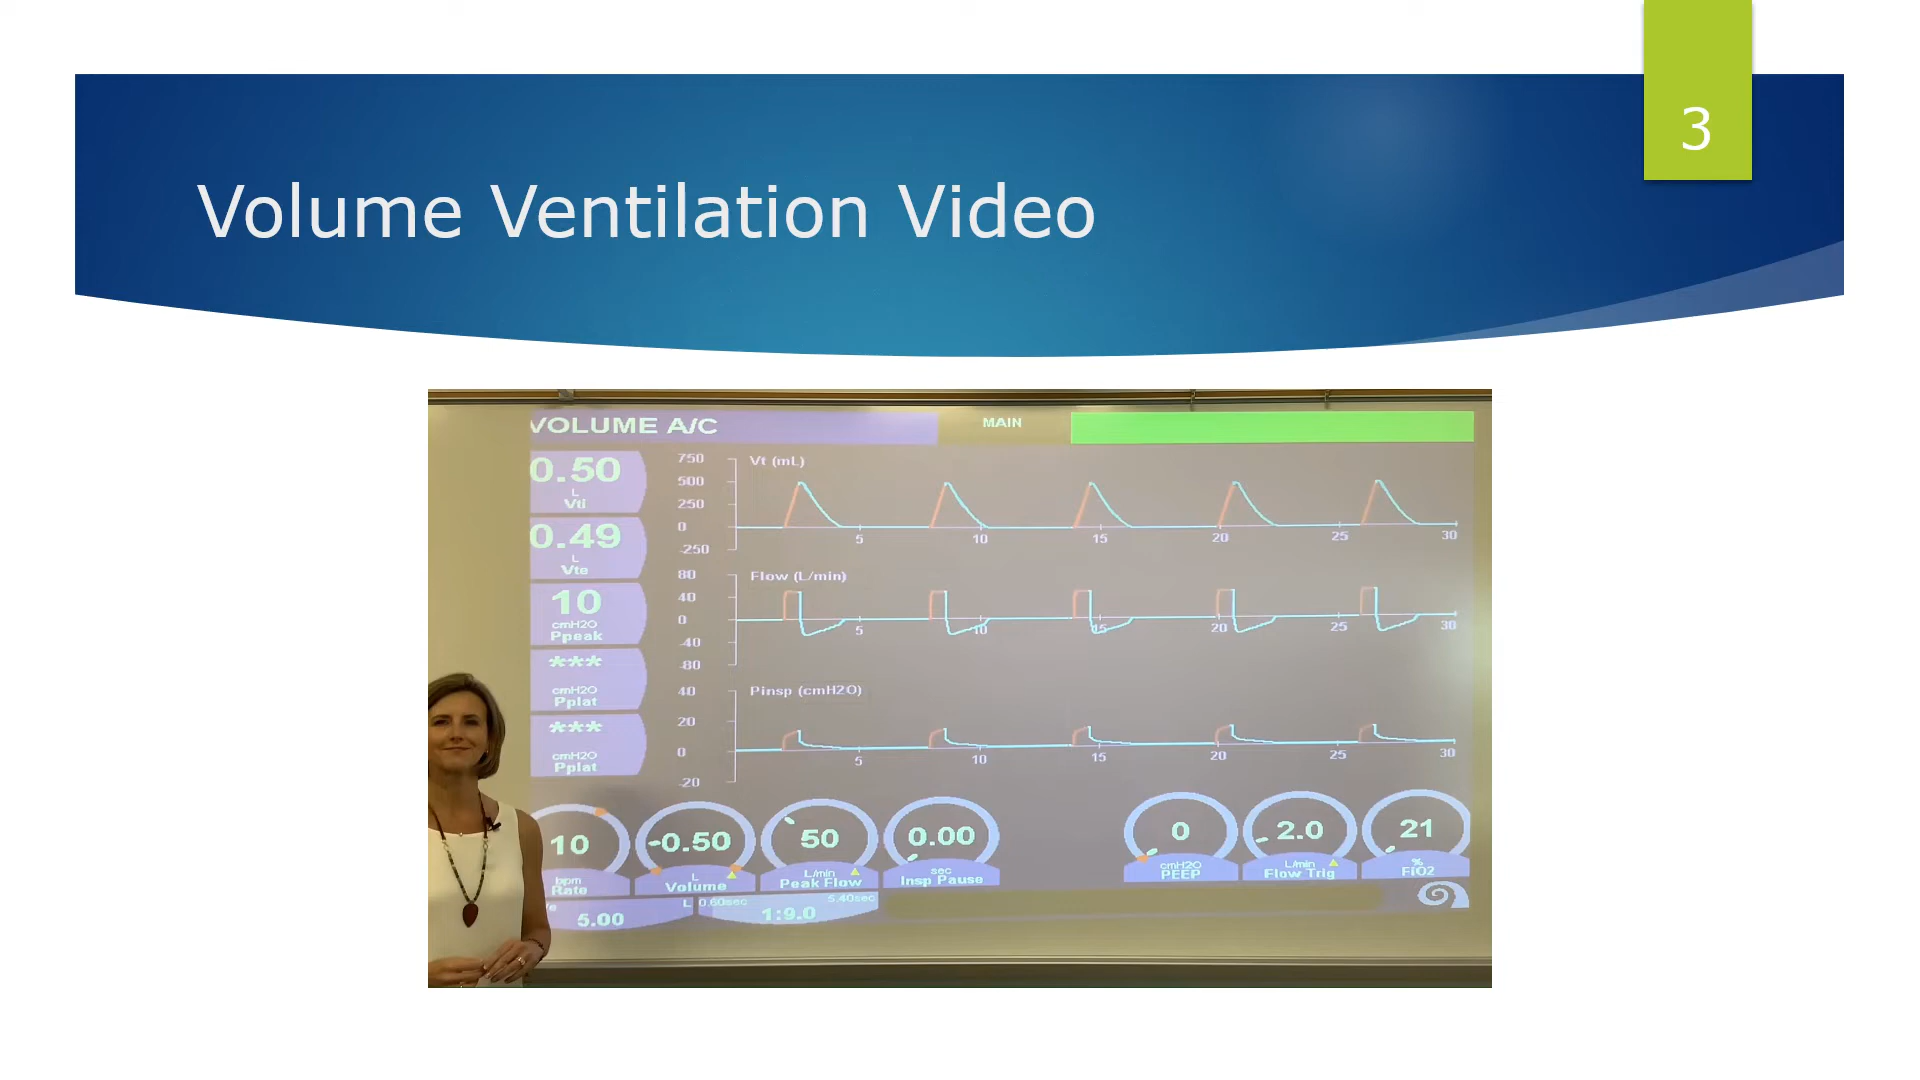 3
Volume Ventilation Video
VOLUME A/C
MAIN
0.50
L
Vti
0.49
L
Vte
10
cmH2O
Ppeak
***
cmH2O
Pplat
***
cmH2O
Pplat
750
500
250
0
-250
Vt (mL)
5 10 15 20 25 30
80
40
0
-40
-80
Flow (L/min)
5 10 15 20 25 30
40
20
0
-20
Pinsp (cmH2O)
5 10 15 20 25 30
10
bpm
Rate
0.50
L
Volume
50
L/min
Peak Flow
0.00
sec
Insp Pause
0
cmH2O
PEEP
2.0
L/min
Flow Trig
21
%
FiO2
5.00 L
0.60sec 5.40sec
1:9.0